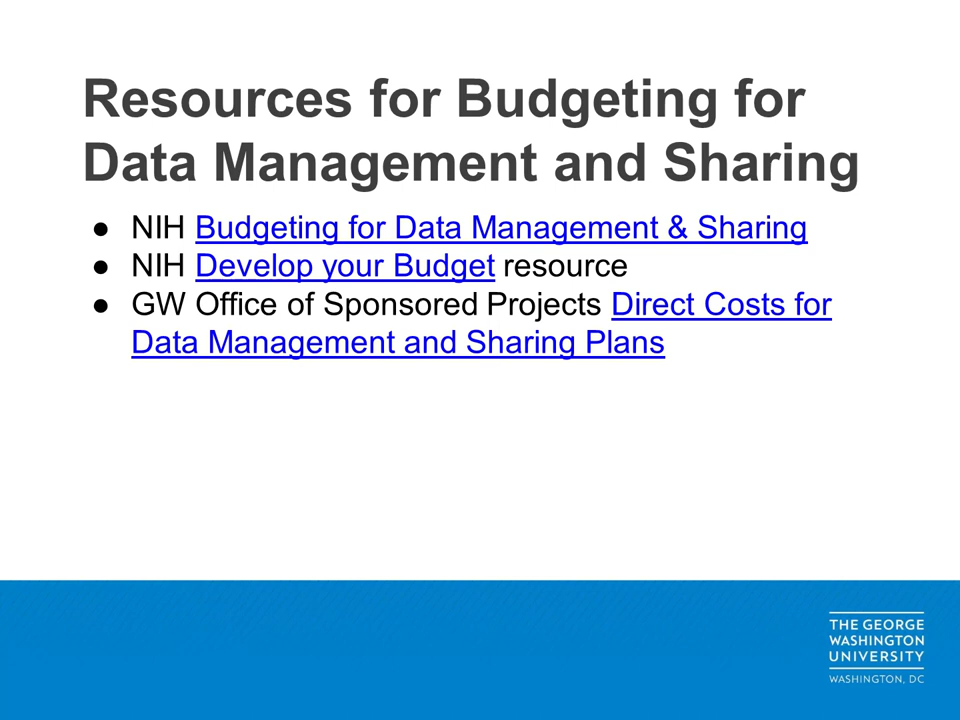 Resources for Budgeting for
Data Management and Sharing
● NIH Budgeting for Data Management & Sharing
● NIH Develop your Budget resource
● GW Office of Sponsored Projects Direct Costs for
Data Management and Sharing Plans
THE GEORGE
WASHINGTON
UNIVERSITY
WASHINGTON, DC